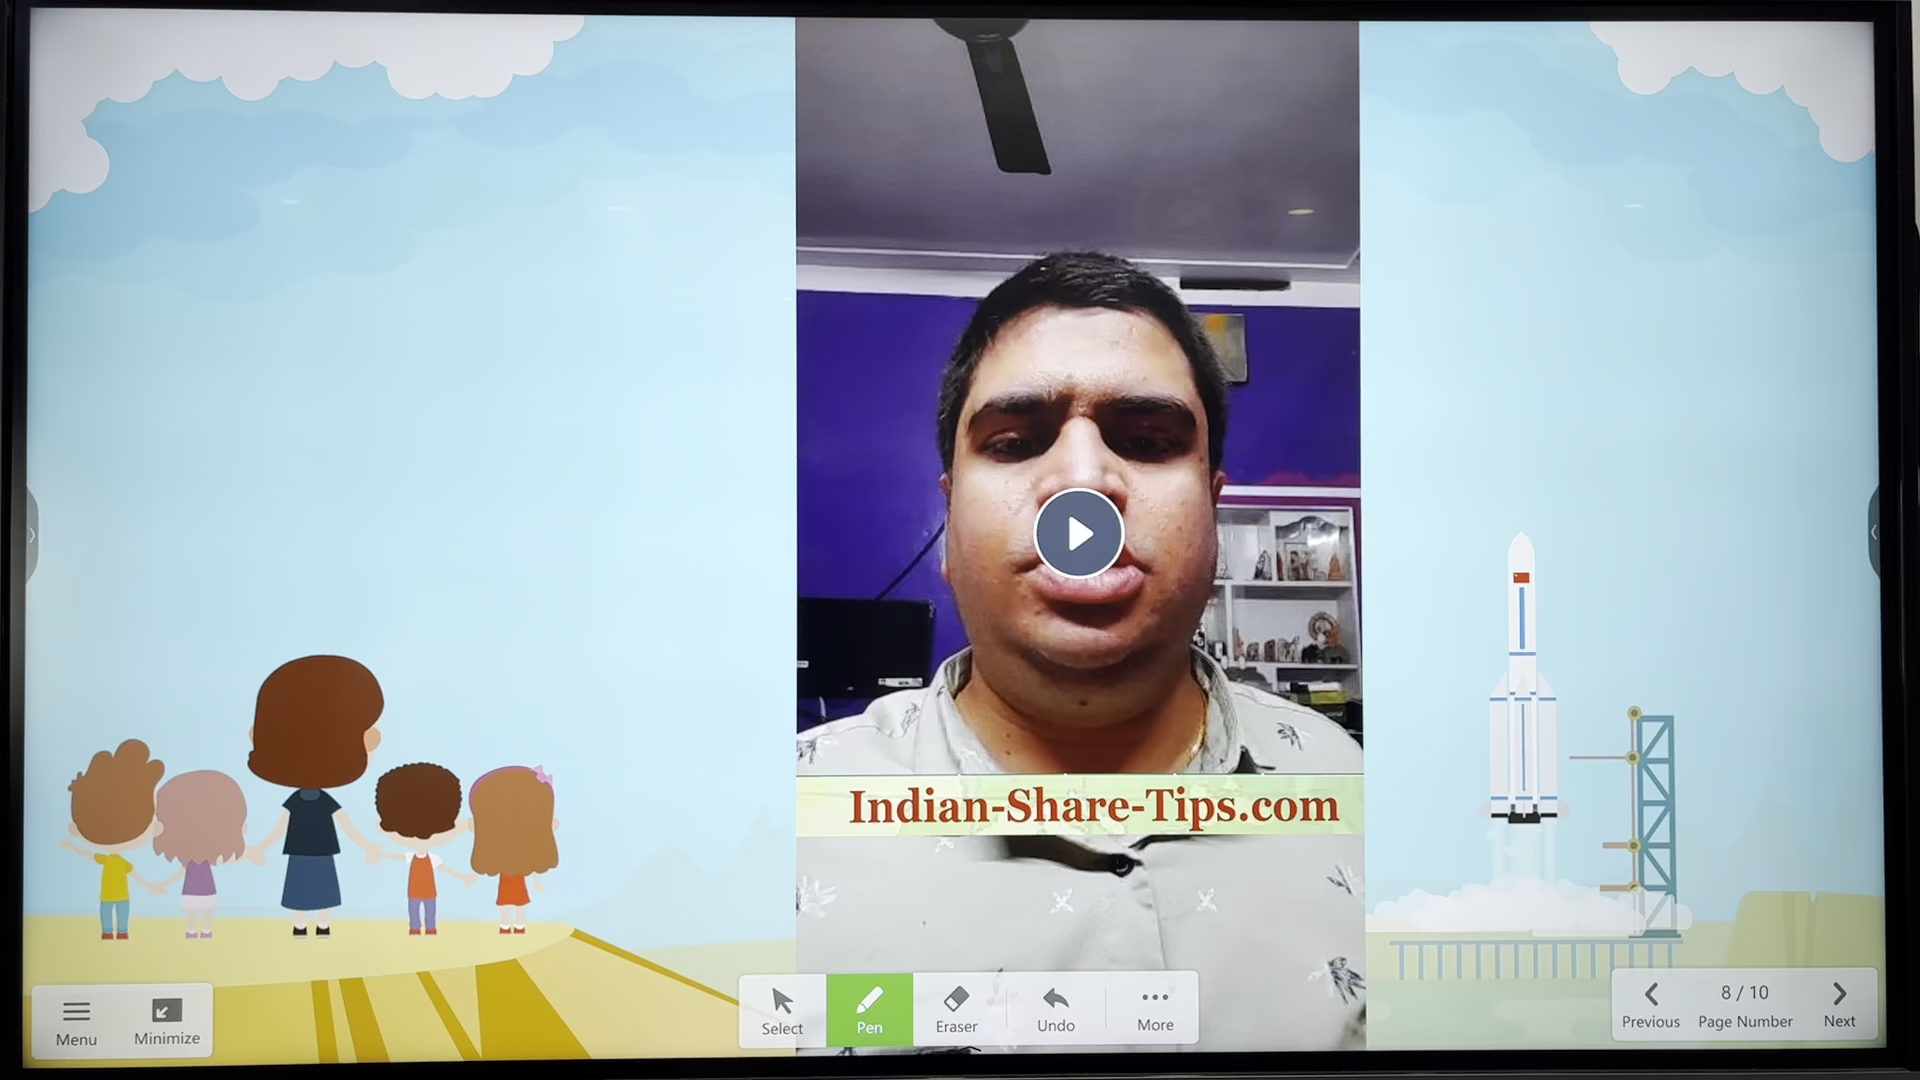 Indian-Share-Tips.com
Menu
Minimize
Select
Pen
Eraser
Undo
More
Previous
8 / 10
Page Number
Next